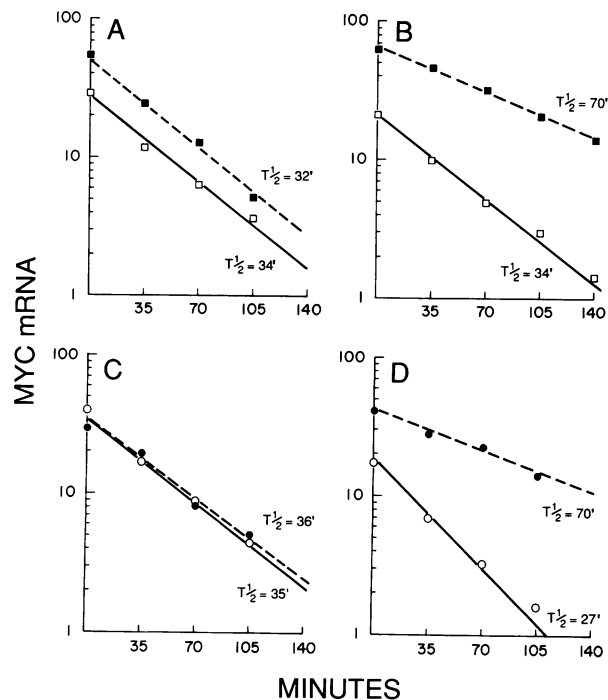 A
100
10
1
T½ = 32'
T½ = 34'
35 70 105 140
B
100
10
1
T½ = 70'
T½ = 34'
35 70 105 140
MYC mRNA
C
100
10
1
T½ = 36'
T½ = 35'
35 70 105 140
D
100
10
1
T½ = 70'
T½ = 27'
35 70 105 140
MINUTES